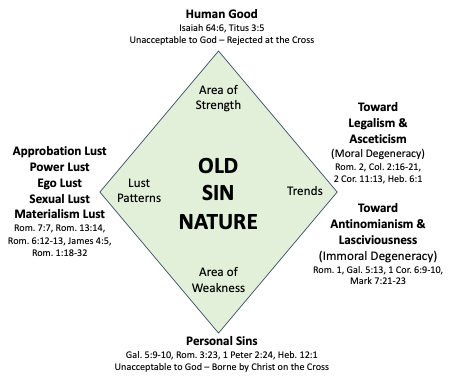 Human Good
Isaiah 64:6, Titus 3:5
Unacceptable to God – Rejected at the Cross
Area of
Strength
Approbation Lust
Power Lust
Ego Lust
Sexual Lust
Materialism Lust
Rom. 7:7, Rom. 13:14,
Rom. 6:12-13, James 4:5,
Rom. 1:18-32
Lust
Patterns
OLD
SIN
NATURE
Trends
Toward
Legalism &
Asceticism
(Moral Degeneracy)
Rom. 2, Col. 2:16-21,
2 Cor. 11:13, Heb. 6:1
Toward
Antinomianism &
Lasciviousness
(Immoral Degeneracy)
Rom. 1, Gal. 5:13, 1 Cor. 6:9-10,
Mark 7:21-23
Area of
Weakness
Personal Sins
Gal. 5:9-10, Rom. 3:23, 1 Peter 2:24, Heb. 12:1
Unacceptable to God – Borne by Christ on the Cross